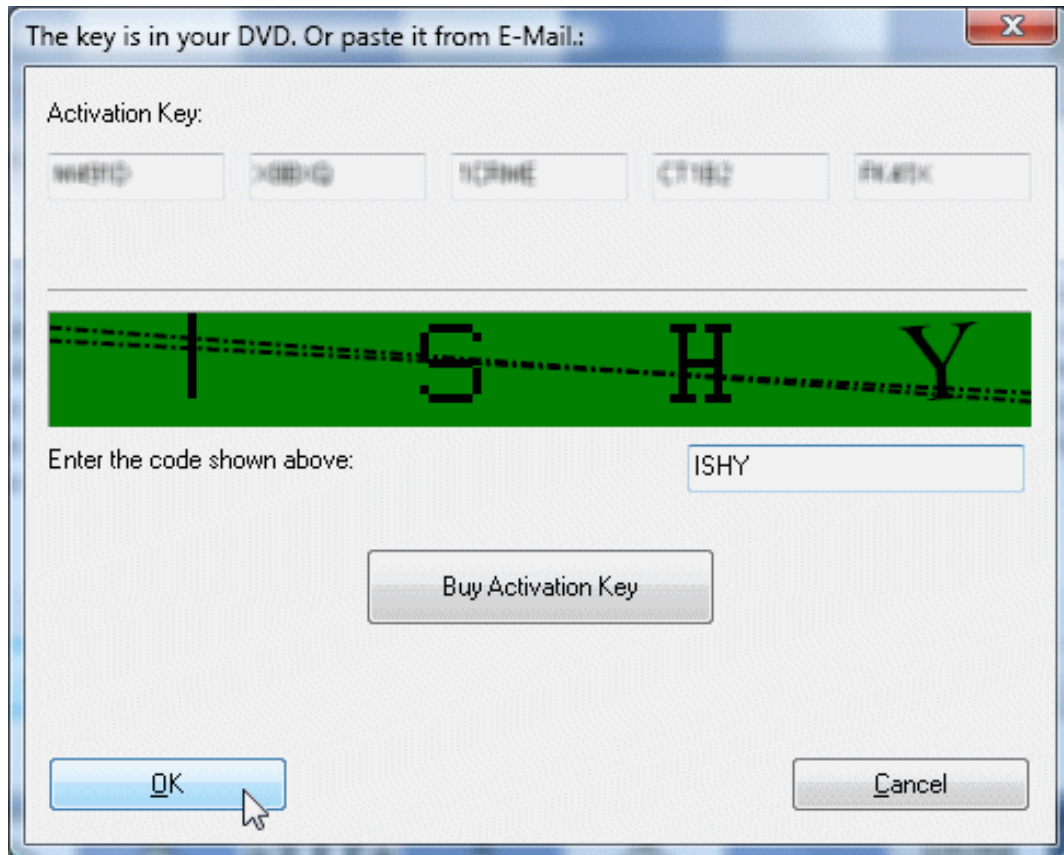 The key is in your DVD. Or paste it from E-Mail.:
Activation Key:
I S H Y
Enter the code shown above:
ISHY
Buy Activation Key
OK
Cancel